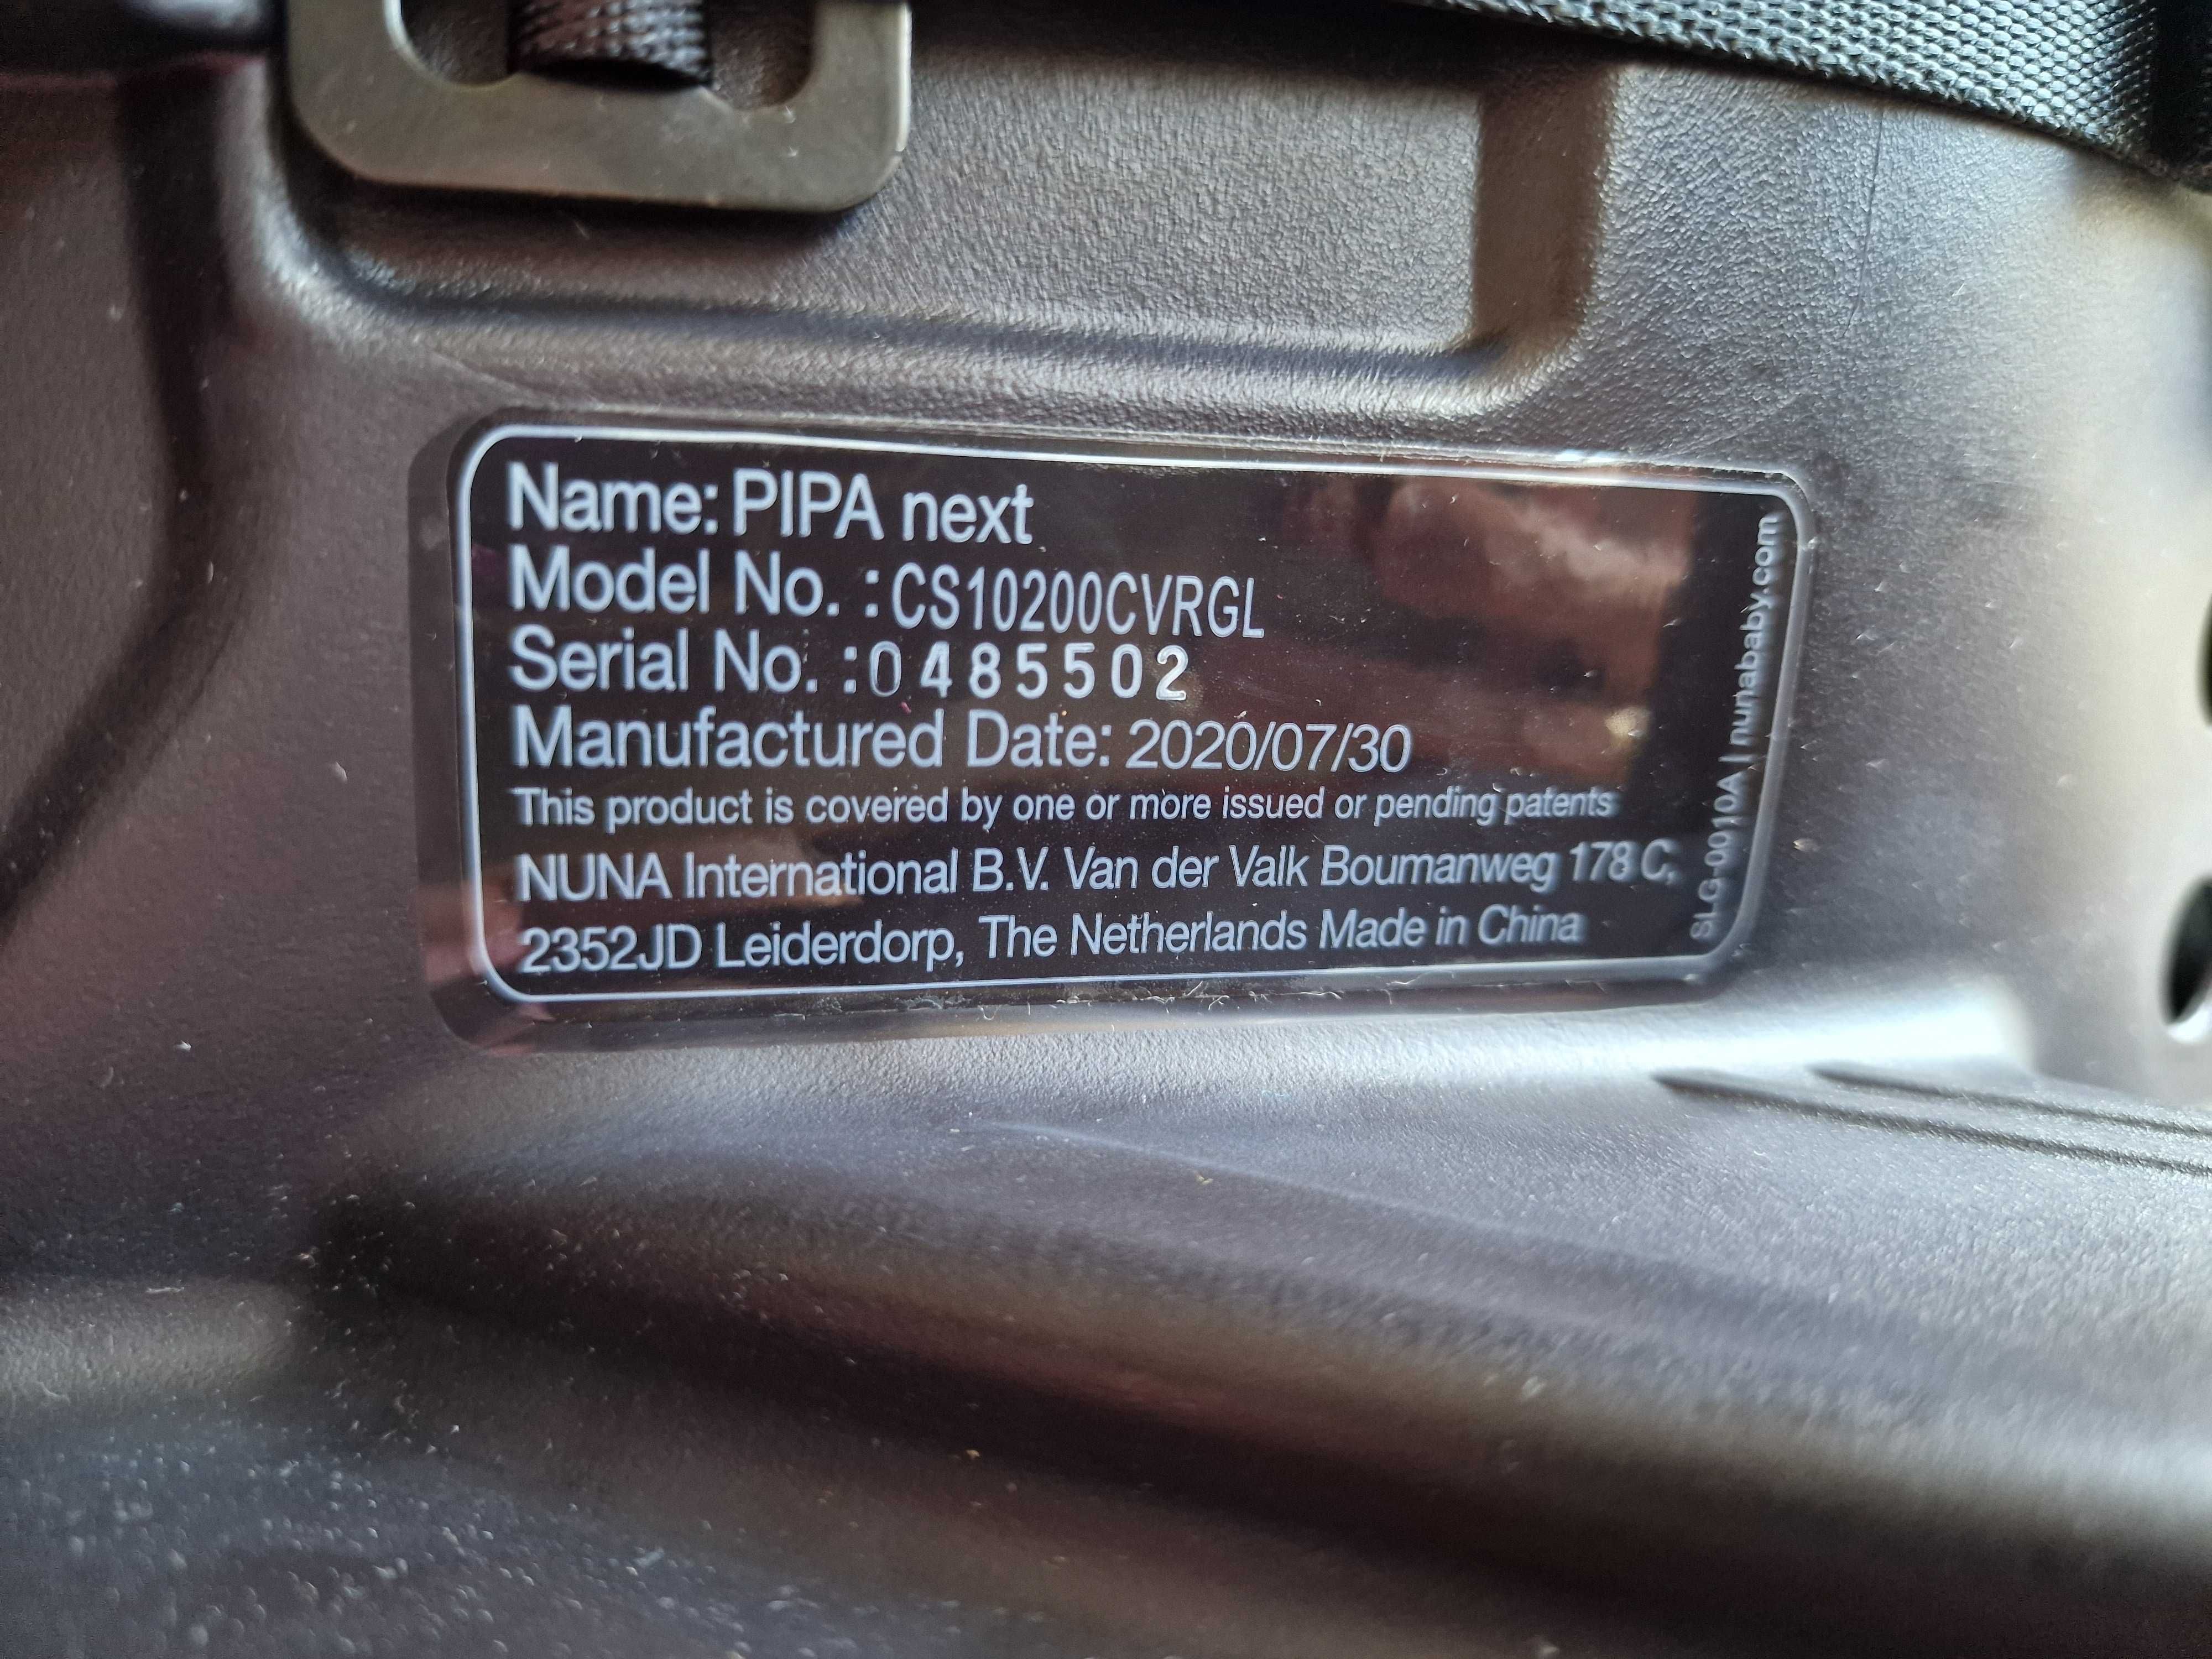 Name: PIPA next
Model No. :CS10200CVRGL
Serial No. :0485502
Manufactured Date: 2020/07/30
This product is covered by one or more issued or pending patents
NUNA International B.V. Van der Valk Boumanweg 178 C,
2352JD Leiderdorp, The Netherlands Made in China
SLG-0010A | nunababy.com